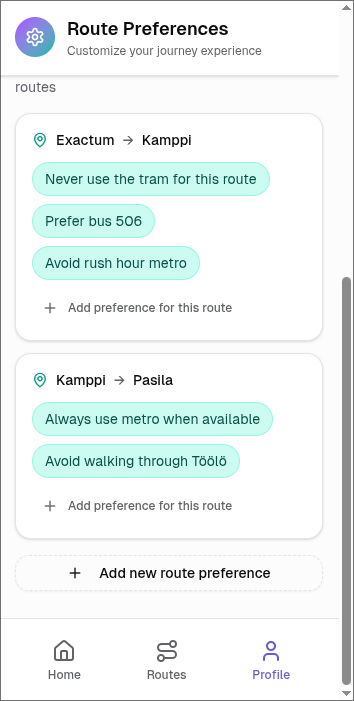 Route Preferences
Customize your journey experience
routes
Exactum → Kamppi
Never use the tram for this route
Prefer bus 506
Avoid rush hour metro
+ Add preference for this route
Kamppi → Pasila
Always use metro when available
Avoid walking through Töölö
+ Add preference for this route
+ Add new route preference
Home Routes Profile